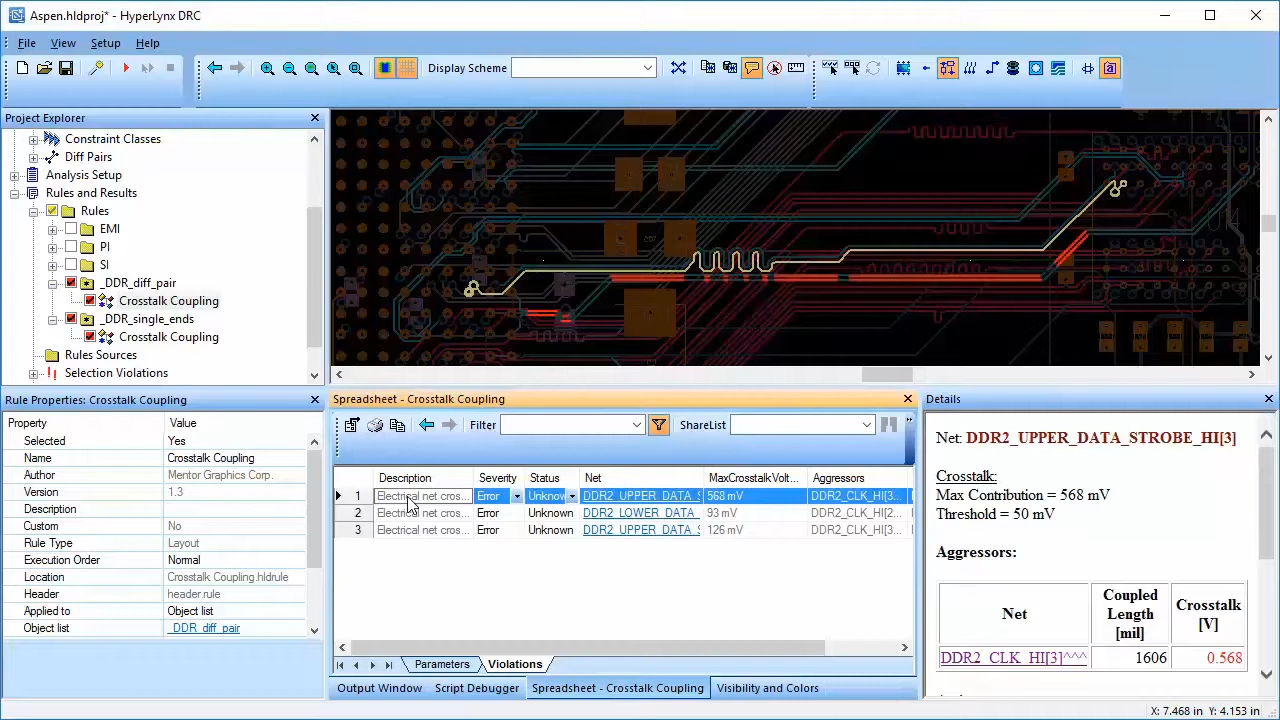 Aspen.hldproj* - HyperLynx DRC
File View Setup Help
Display Scheme
Project Explorer
Constraint Classes
Diff Pairs
Analysis Setup
Rules and Results
Rules
EMI
PI
SI
_DDR_diff_pair
Crosstalk Coupling
_DDR_single_ends
Crosstalk Coupling
Rules Sources
Selection Violations
Rule Properties: Crosstalk Coupling
Property Value
Selected Yes
Name Crosstalk Coupling
Author Mentor Graphics Corp.
Version 1.3
Description
Custom No
Rule Type Layout
Execution Order Normal
Location Crosstalk Coupling.hldrule
Header header.rule
Applied to Object list
Object list _DDR_diff_pair
Spreadsheet - Crosstalk Coupling
Filter ShareList
Description Severity Status Net MaxCrosstalkVolt... Aggressors
1 Electrical net cros... Error Unknow DDR2_UPPER_DATA_S 568 mV DDR2_CLK_HI[3...
2 Electrical net cros... Error Unknown DDR2_LOWER_DATA_ 93 mV DDR2_CLK_HI[2...
3 Electrical net cros... Error Unknown DDR2_UPPER_DATA_S 126 mV DDR2_CLK_HI[3...
Parameters Violations
Output Window Script Debugger Spreadsheet - Crosstalk Coupling Visibility and Colors
Details
Net: DDR2_UPPER_DATA_STROBE_HI[3]
Crosstalk:
Max Contribution = 568 mV
Threshold = 50 mV
Aggressors:
Net Coupled Length [mil] Crosstalk [V]
DDR2_CLK_HI[3]^^^ 1606 0.568
X: 7.468 in Y: 4.153 in